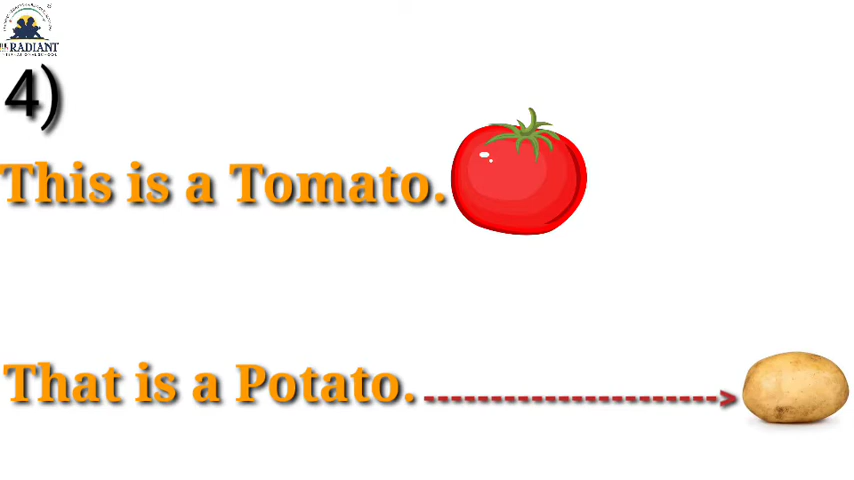 RADIANT
4)
This is a Tomato.
That is a Potato.